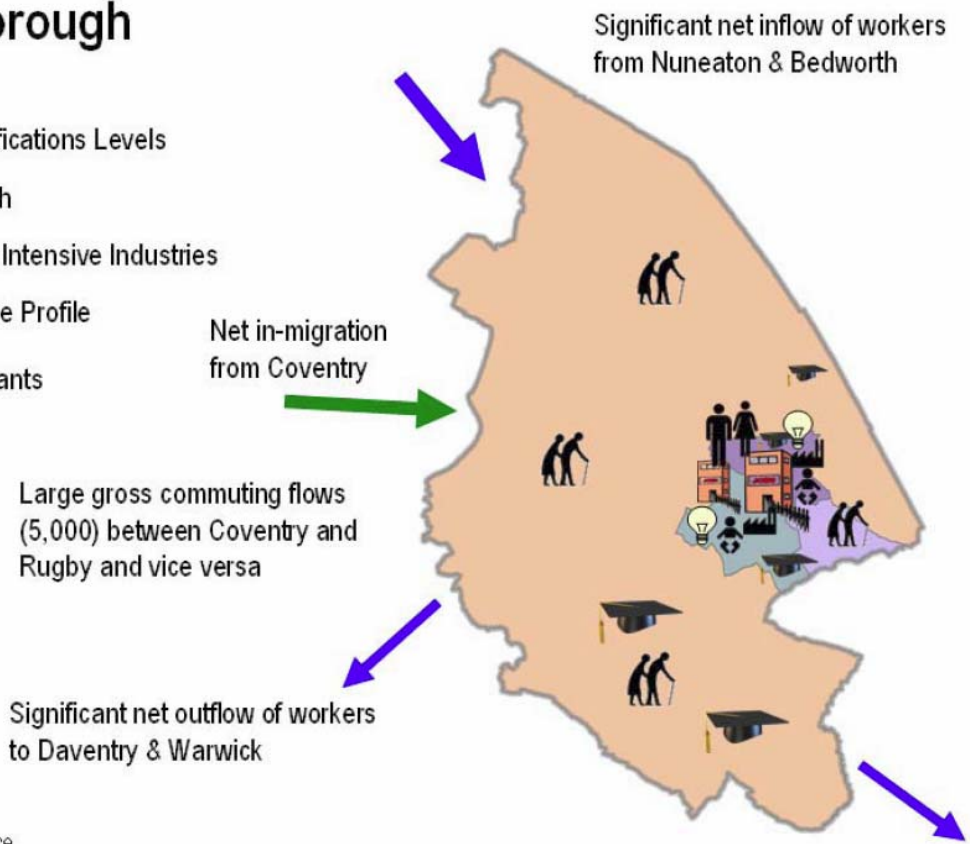 orough
Significant net inflow of workers
from Nuneaton & Bedworth
fications Levels
h
Intensive Industries
e Profile
Net in-migration
from Coventry
ants
Large gross commuting flows
(5,000) between Coventry and
Rugby and vice versa
Significant net outflow of workers
to Daventry & Warwick